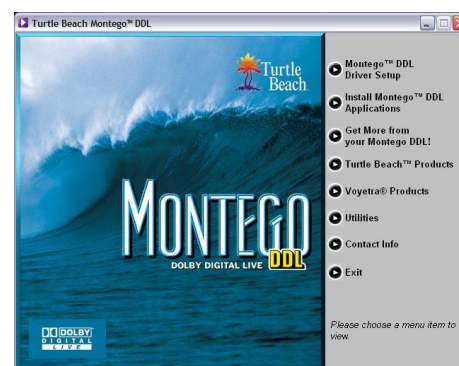 Turtle Beach Montego™ DDL
Turtle
Beach
MONTEGO
DOLBY DIGITAL LIVE DDL
DOLBY
DIGITAL
LIVE
Montego™ DDL
Driver Setup
Install Montego™ DDL
Applications
Get More from
your Montego DDL!
Turtle Beach™ Products
Voyetra® Products
Utilities
Contact Info
Exit
Please choose a menu item to
view.